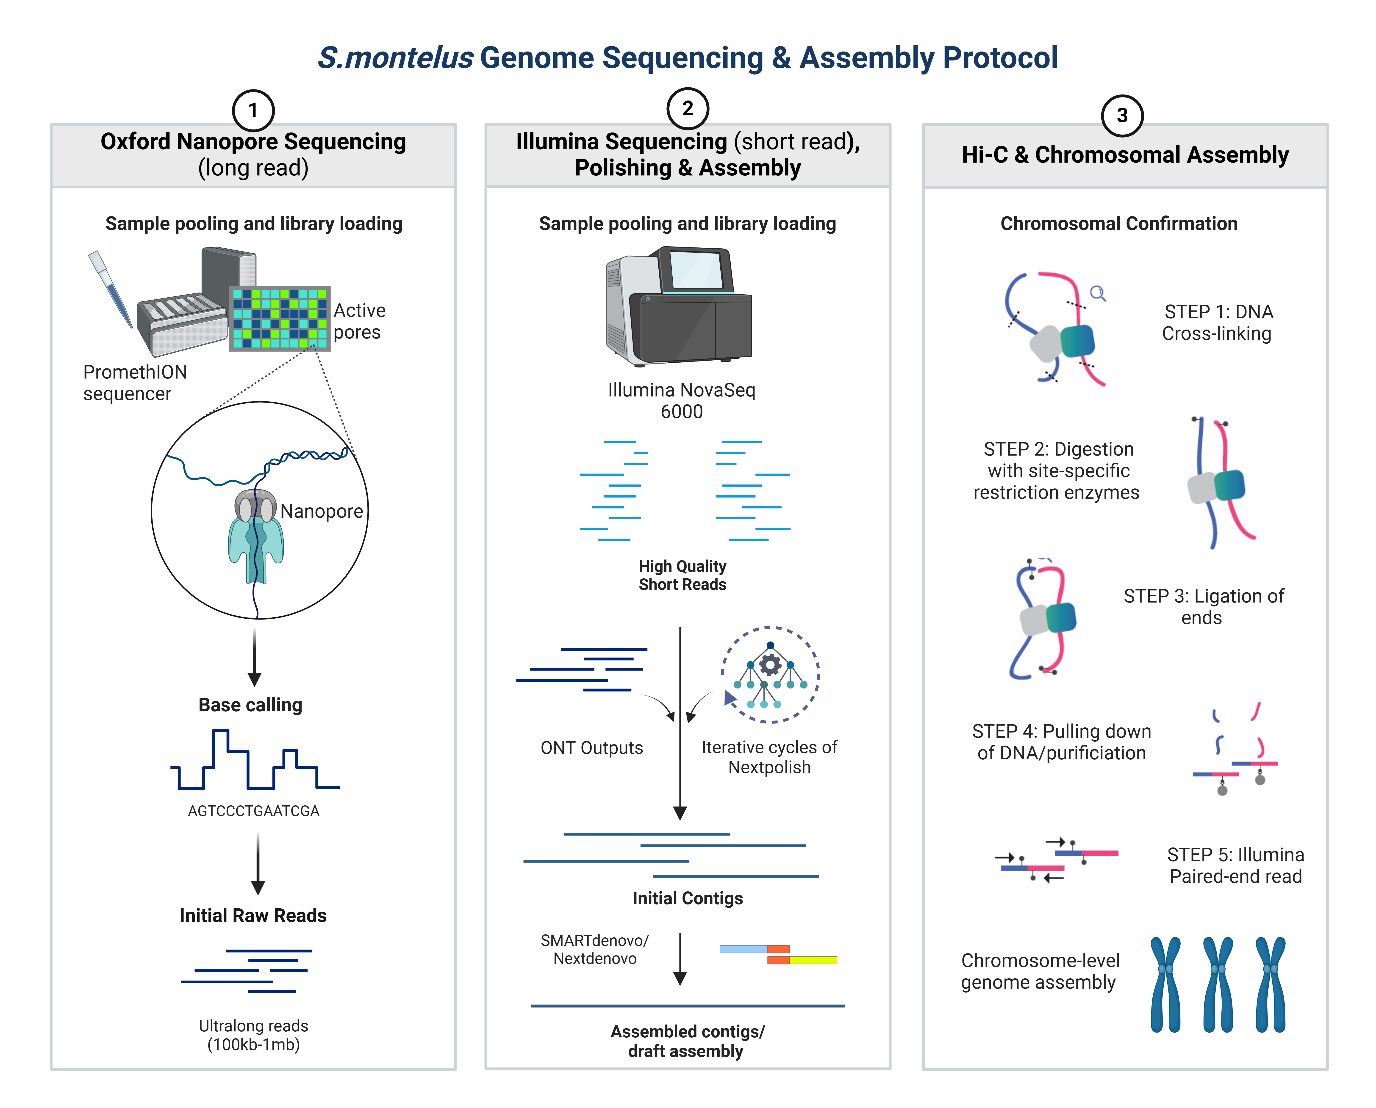 S.montelus Genome Sequencing & Assembly Protocol
1
Oxford Nanopore Sequencing
(long read)
Sample pooling and library loading
Active
pores
PromethION
sequencer
Nanopore
Base calling
AGTCCCTGAATCGA
Initial Raw Reads
Ultralong reads
(100kb-1mb)
2
Illumina Sequencing (short read),
Polishing & Assembly
Sample pooling and library loading
Illumina NovaSeq
6000
High Quality
Short Reads
ONT Outputs
Iterative cycles of
Nextpolish
Initial Contigs
SMARTdenovo/
Nextdenovo
Assembled contigs/
draft assembly
3
Hi-C & Chromosomal Assembly
Chromosomal Confirmation
STEP 1: DNA
Cross-linking
STEP 2: Digestion
with site-specific
restriction enzymes
STEP 3: Ligation of
ends
STEP 4: Pulling down
of DNA/purificiation
STEP 5: Illumina
Paired-end read
Chromosome-level
genome assembly